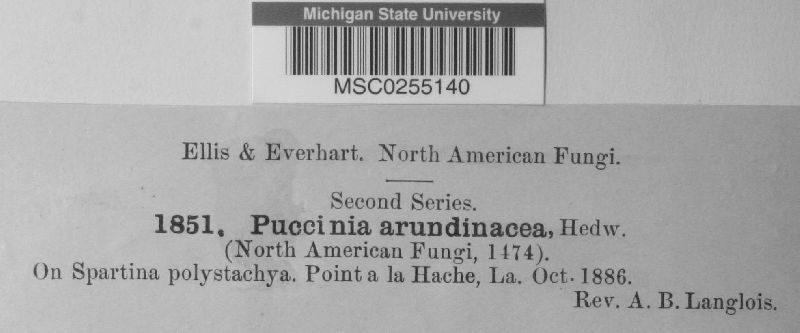 Michigan State University
MSC0255140
Ellis & Everhart. North American Fungi.
Second Series.
1851. Puccinia arundinacea, Hedw.
(North American Fungi, 1474).
On Spartina polystachya. Point a la Hache, La. Oct. 1886.
Rev. A. B. Langlois.